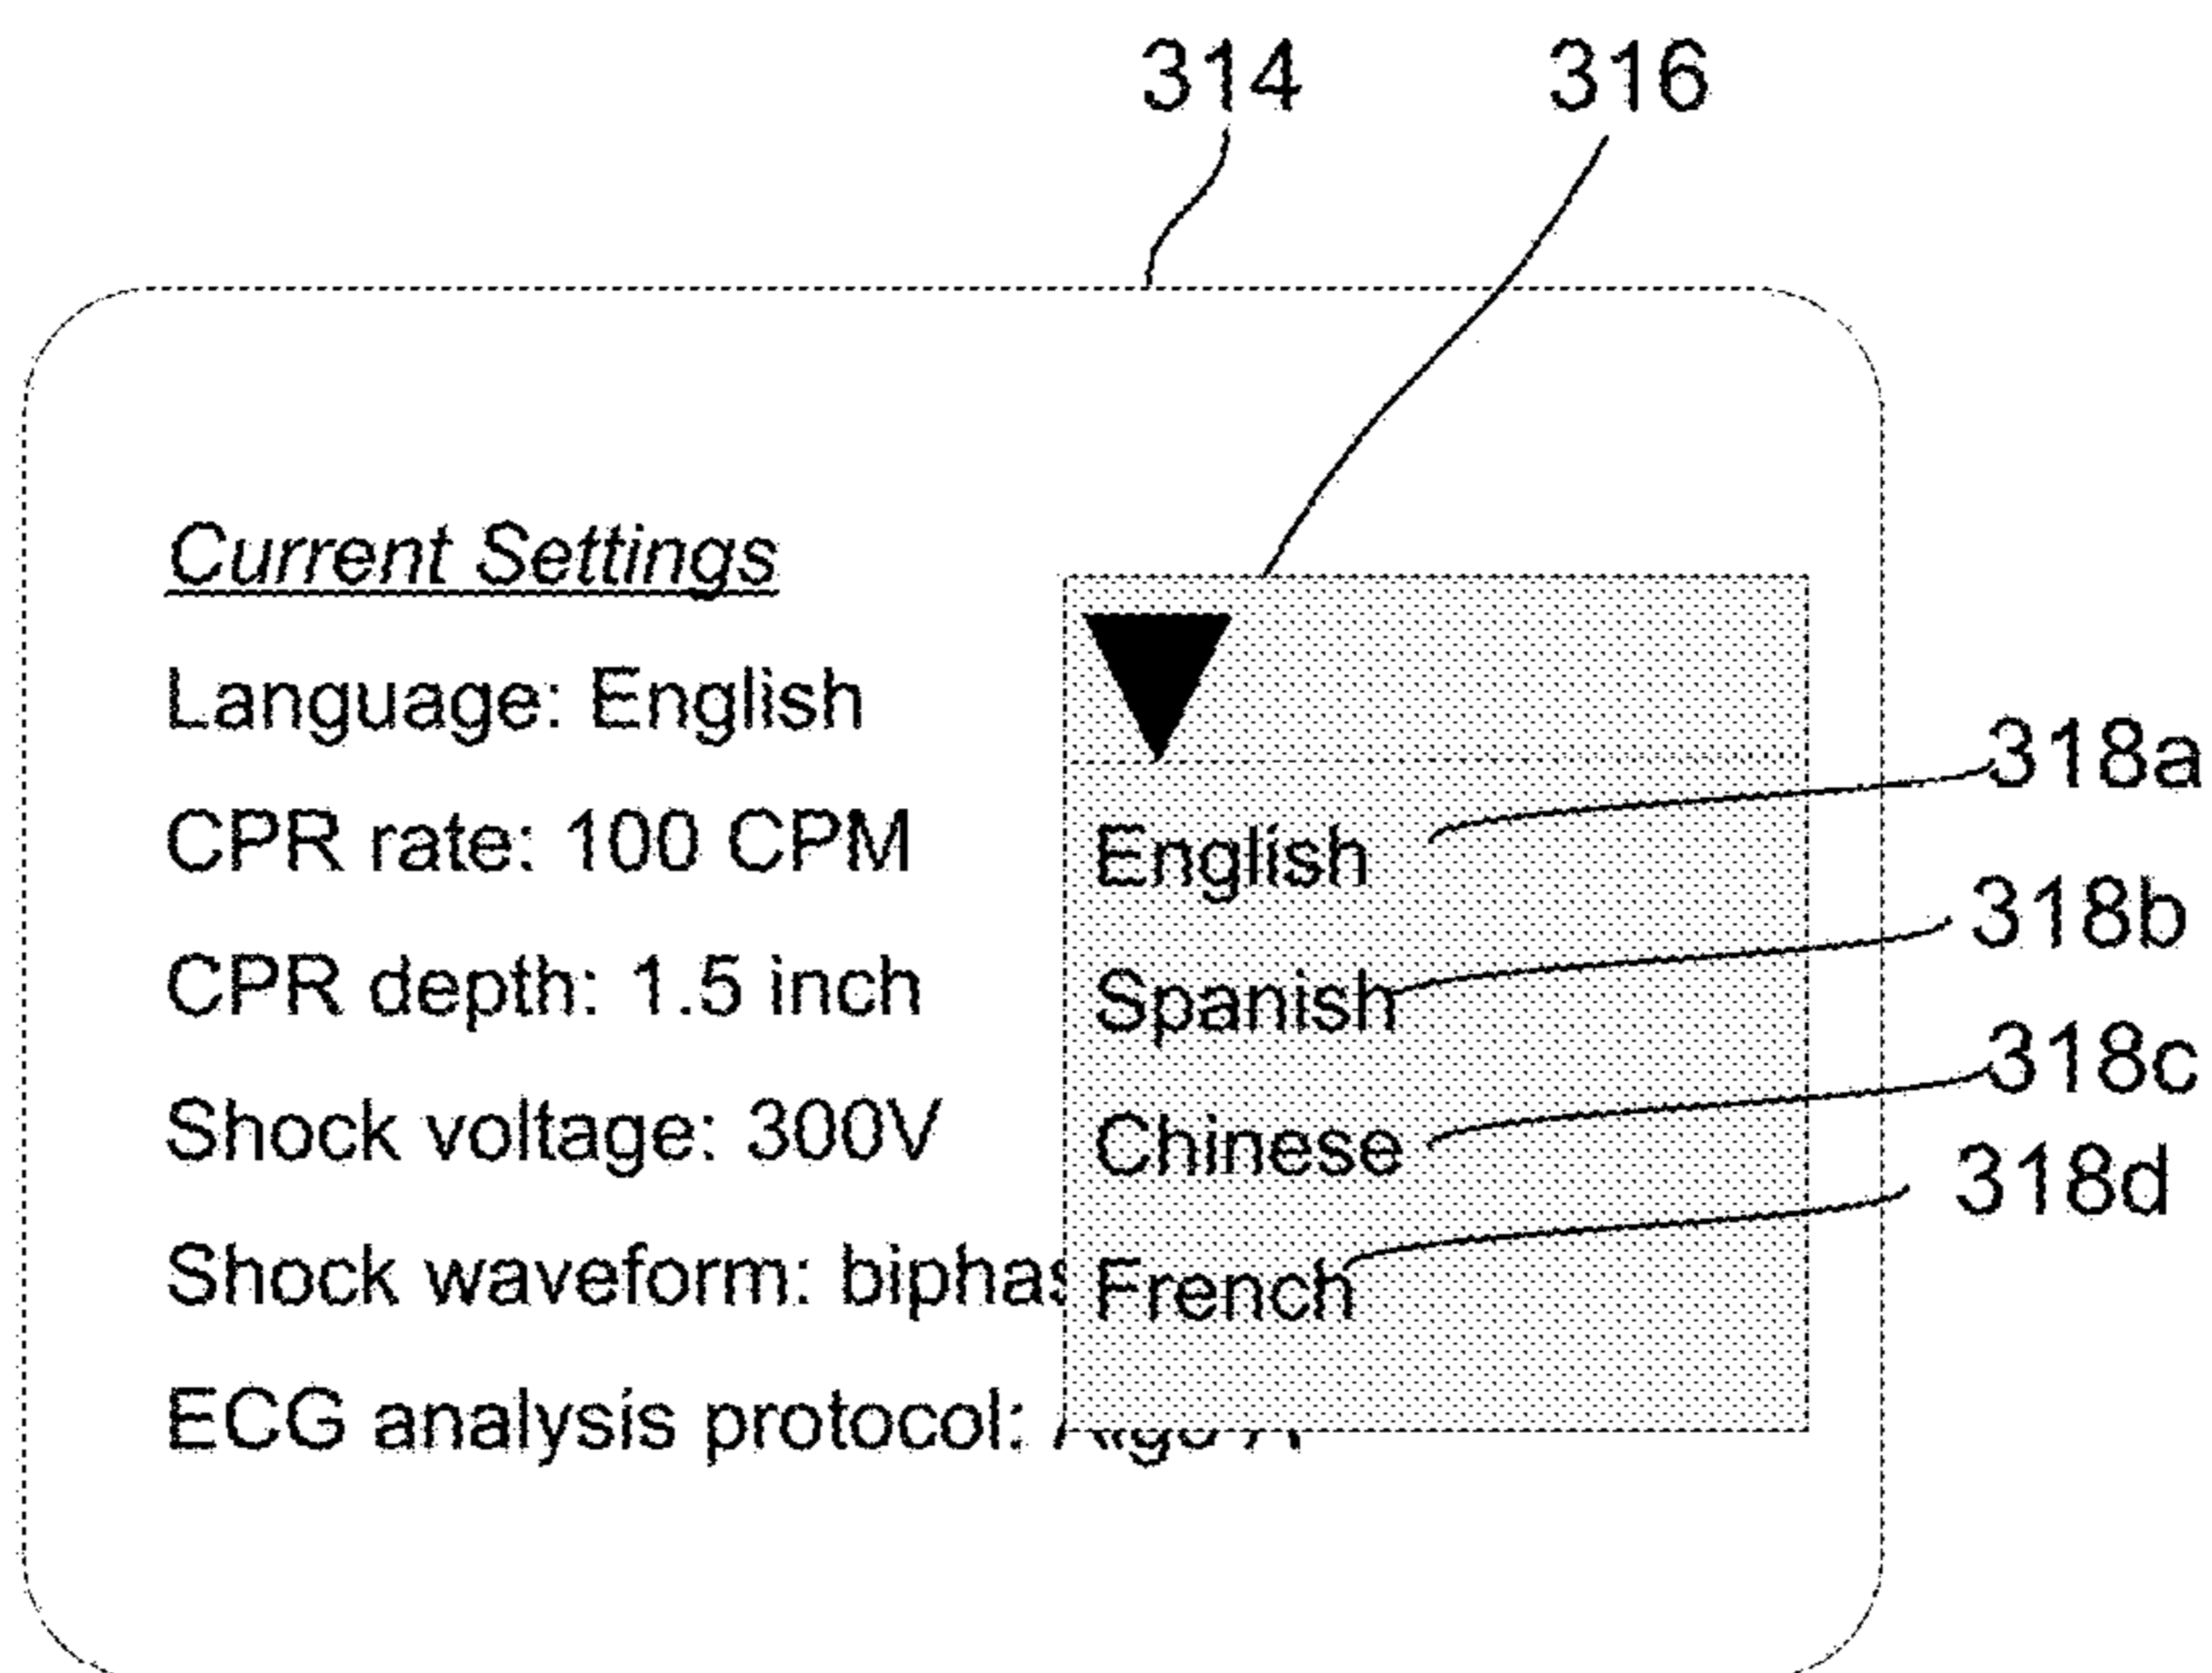 314 316
Current Settings
Language: English
CPR rate: 100 CPM
CPR depth: 1.5 inch
Shock voltage: 300V
Shock waveform:
ECG analysis protocol:
English 318a
Spanish 318b
Chinese 318c
French 318d